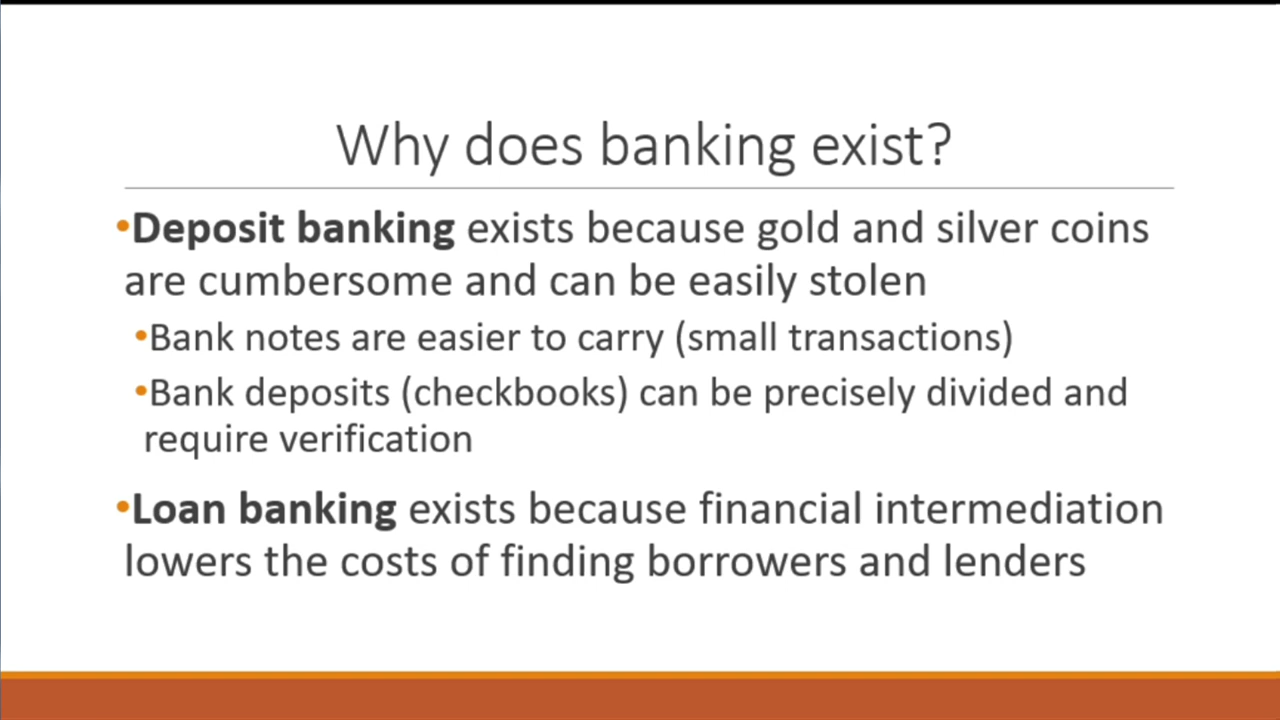 Why does banking exist?
•Deposit banking exists because gold and silver coins
are cumbersome and can be easily stolen
•Bank notes are easier to carry (small transactions)
•Bank deposits (checkbooks) can be precisely divided and
require verification
•Loan banking exists because financial intermediation
lowers the costs of finding borrowers and lenders